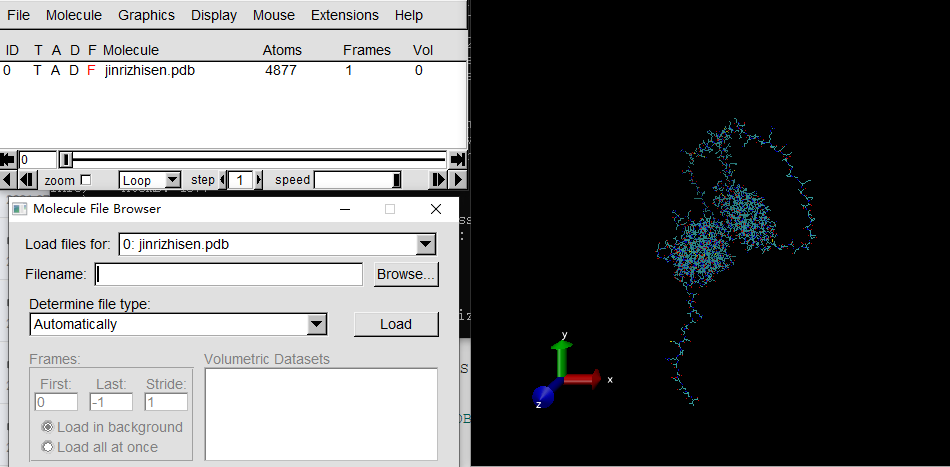 File Molecule Graphics Display Mouse Extensions Help
ID T A D F Molecule Atoms Frames Vol
0 T A D F jinrizhisen.pdb 4877 1 0
0
zoom Loop step 1 speed
Molecule File Browser
Load files for: 0: jinrizhisen.pdb
Filename: Browse...
Determine file type:
Automatically Load
Frames: Volumetric Datasets
First: Last: Stride:
0 -1 1
Load in background
Load all at once
y
x
z